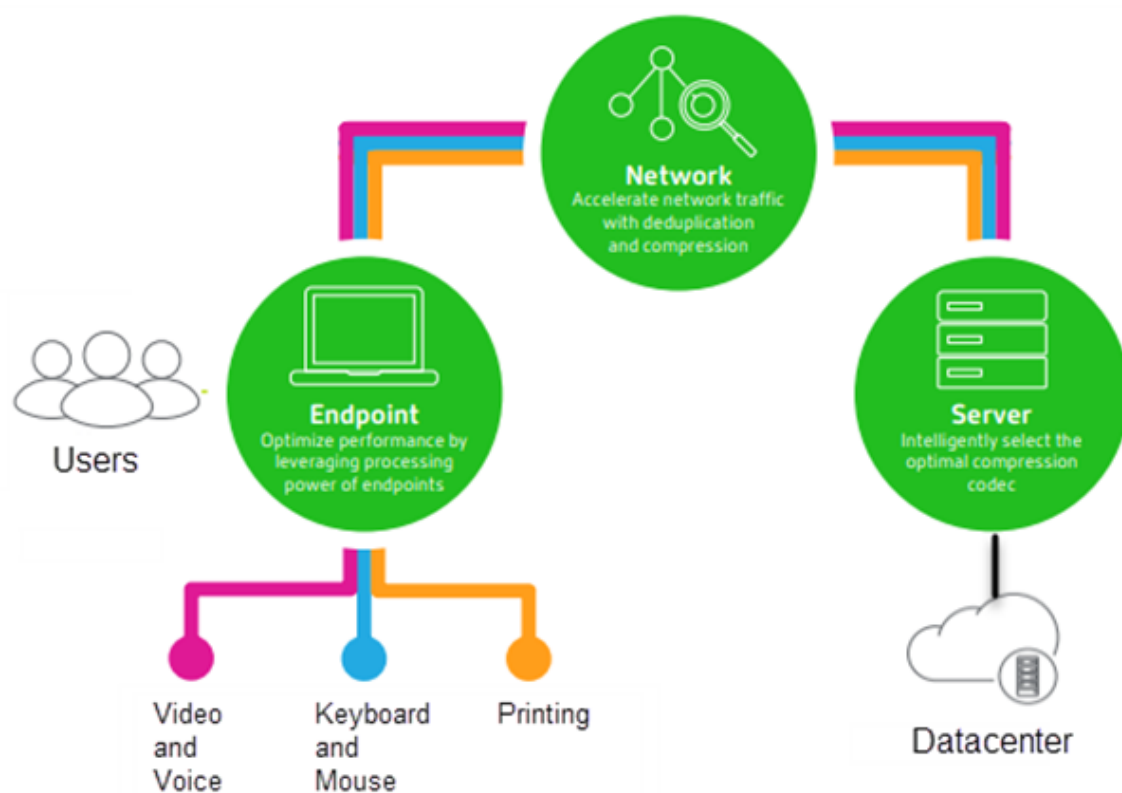 Network
Accelerate network traffic
with deduplication
and compression
Users
Endpoint
Optimize performance by
leveraging processing
power of endpoints
Server
Intelligently select the
optimal compression
codec
Video
and
Voice
Keyboard
and
Mouse
Printing
Datacenter